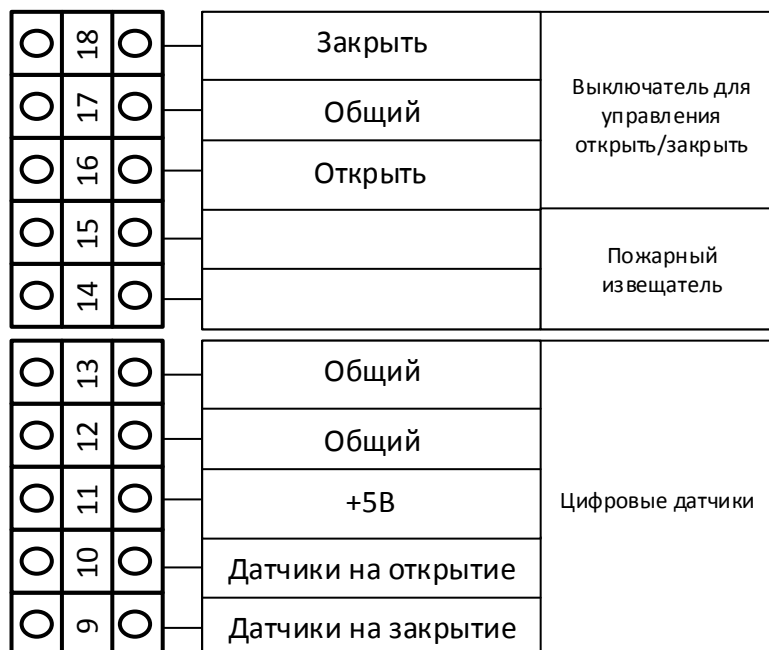 18 Закрыть
17 Общий
16 Открыть
Выключатель для
управления
открыть/закрыть
15
14
Пожарный
извещатель
13 Общий
12 Общий
11 +5В
10 Датчики на открытие
9 Датчики на закрытие
Цифровые датчики